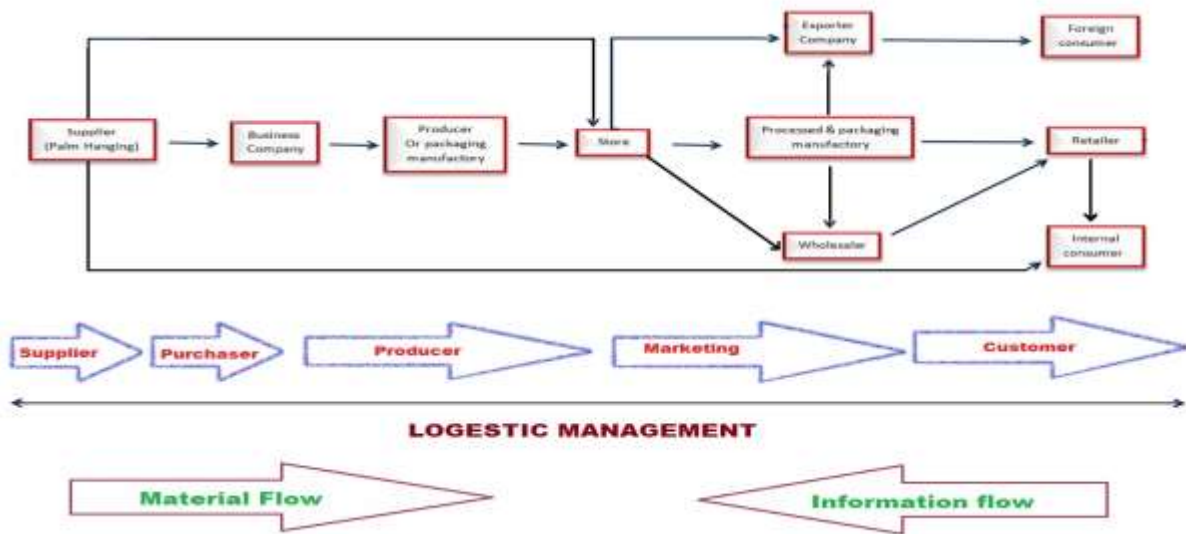 Exporter
Company
Foreign
consumer
Supplier
(Palm Hanging)
Business
Company
Producer
Or packaging
manufactory
Store
Processed & packaging
manufactory
Retailer
Wholesaler
Internal
consumer
Supplier
Purchaser
Producer
Marketing
Customer
LOGESTIC MANAGEMENT
Material Flow
Information flow